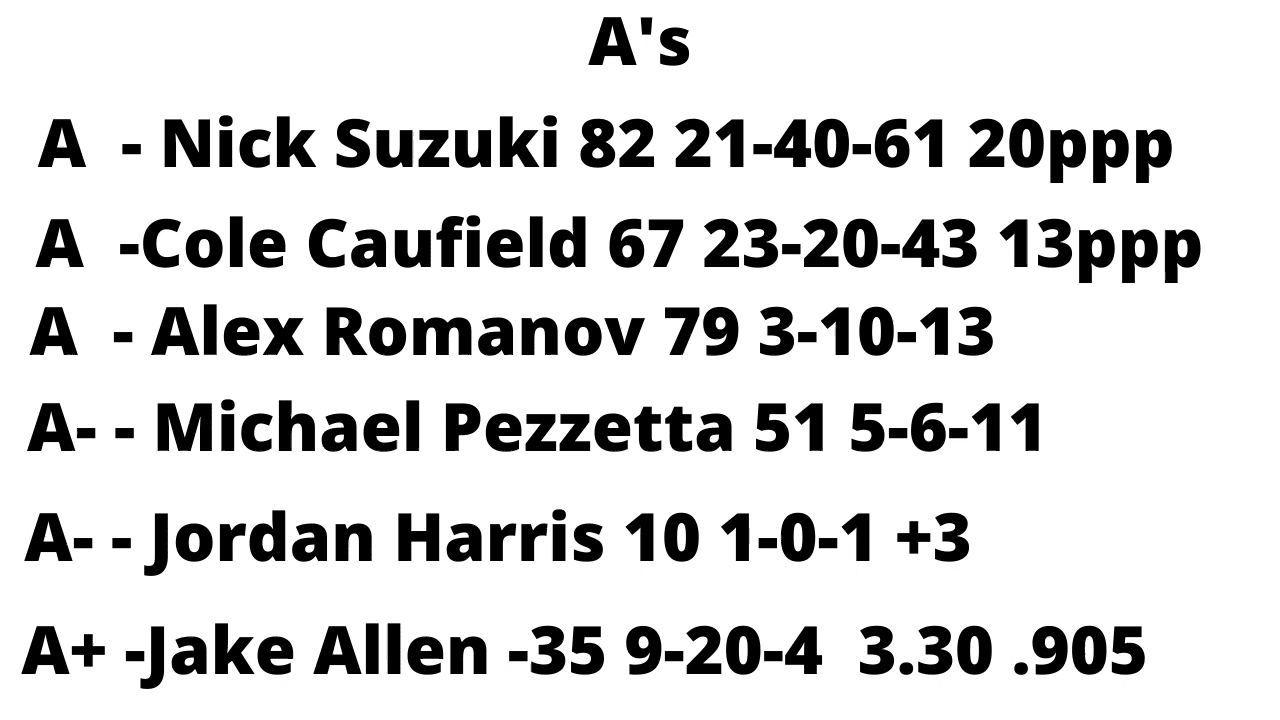 A's
A  - Nick Suzuki 82 21-40-61 20ppp
A  -Cole Caufield 67 23-20-43 13ppp
A  - Alex Romanov 79 3-10-13
A- - Michael Pezzetta 51 5-6-11
A- - Jordan Harris 10 1-0-1 +3
A+ -Jake Allen -35 9-20-4  3.30 .905